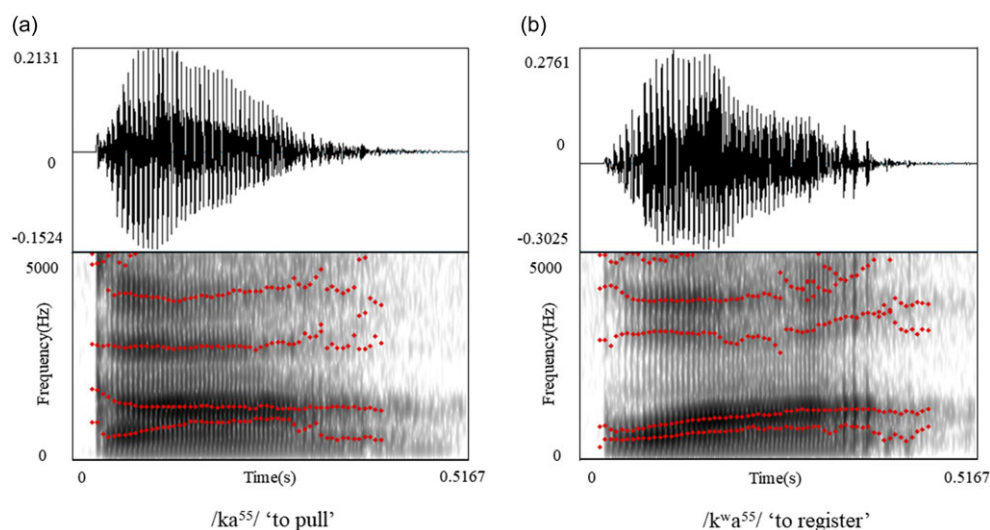 (a)
0.2131
0
-0.1524
5000
Frequency(Hz)
0
0
Time(s)
0.5167
/ka⁵⁵/ ‘to pull’
(b)
0.2761
0
-0.3025
5000
Frequency(Hz)
0
0
Time(s)
0.5167
/kʷa⁵⁵/ ‘to register’